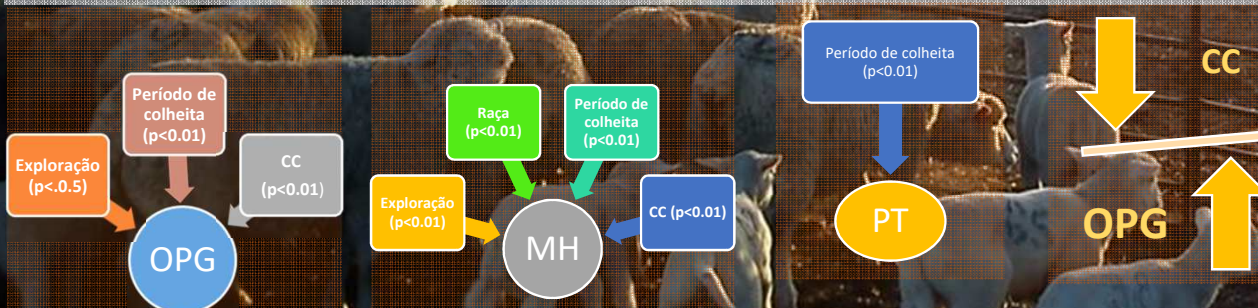 Exploração
(p<.0.5)
Período de
colheita
(p<0.01)
CC
(p<0.01)
OPG
Exploração
(p<0.01)
Raça
(p<0.01)
Período de
colheita
(p<0.01)
CC (p<0.01)
MH
Período de colheita
(p<0.01)
PT
CC
OPG